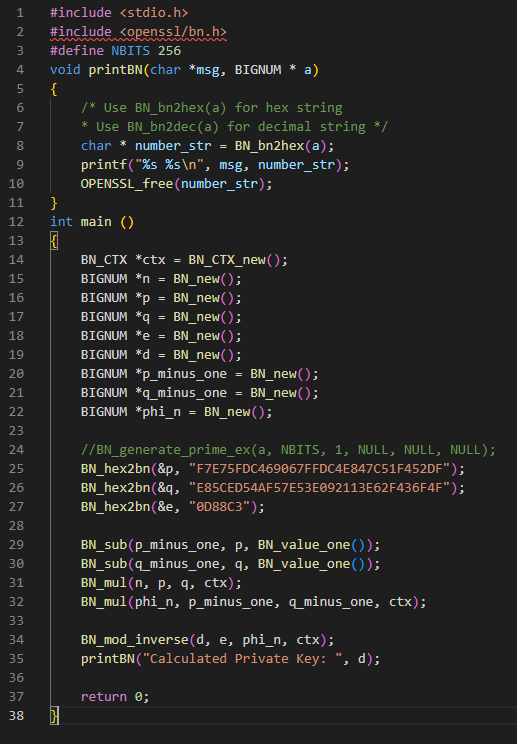 1 #include <stdio.h>
2 #include <openssl/bn.h>
3 #define NBITS 256
4 void printBN(char *msg, BIGNUM * a)
5 {
6 /* Use BN_bn2hex(a) for hex string
7 * Use BN_bn2dec(a) for decimal string */
8 char * number_str = BN_bn2hex(a);
9 printf("%s %s\n", msg, number_str);
10 OPENSSL_free(number_str);
11 }
12 int main ()
13 {
14 BN_CTX *ctx = BN_CTX_new();
15 BIGNUM *n = BN_new();
16 BIGNUM *p = BN_new();
17 BIGNUM *q = BN_new();
18 BIGNUM *e = BN_new();
19 BIGNUM *d = BN_new();
20 BIGNUM *p_minus_one = BN_new();
21 BIGNUM *q_minus_one = BN_new();
22 BIGNUM *phi_n = BN_new();
23
24 //BN_generate_prime_ex(a, NBITS, 1, NULL, NULL, NULL);
25 BN_hex2bn(&p, "F7E75FDC469067FFDC4E847C51F452DF");
26 BN_hex2bn(&q, "E85CED54AF57E53E092113E62F436F4F");
27 BN_hex2bn(&e, "0D88C3");
28
29 BN_sub(p_minus_one, p, BN_value_one());
30 BN_sub(q_minus_one, q, BN_value_one());
31 BN_mul(n, p, q, ctx);
32 BN_mul(phi_n, p_minus_one, q_minus_one, ctx);
33
34 BN_mod_inverse(d, e, phi_n, ctx);
35 printBN("Calculated Private Key: ", d);
36
37 return 0;
38 }